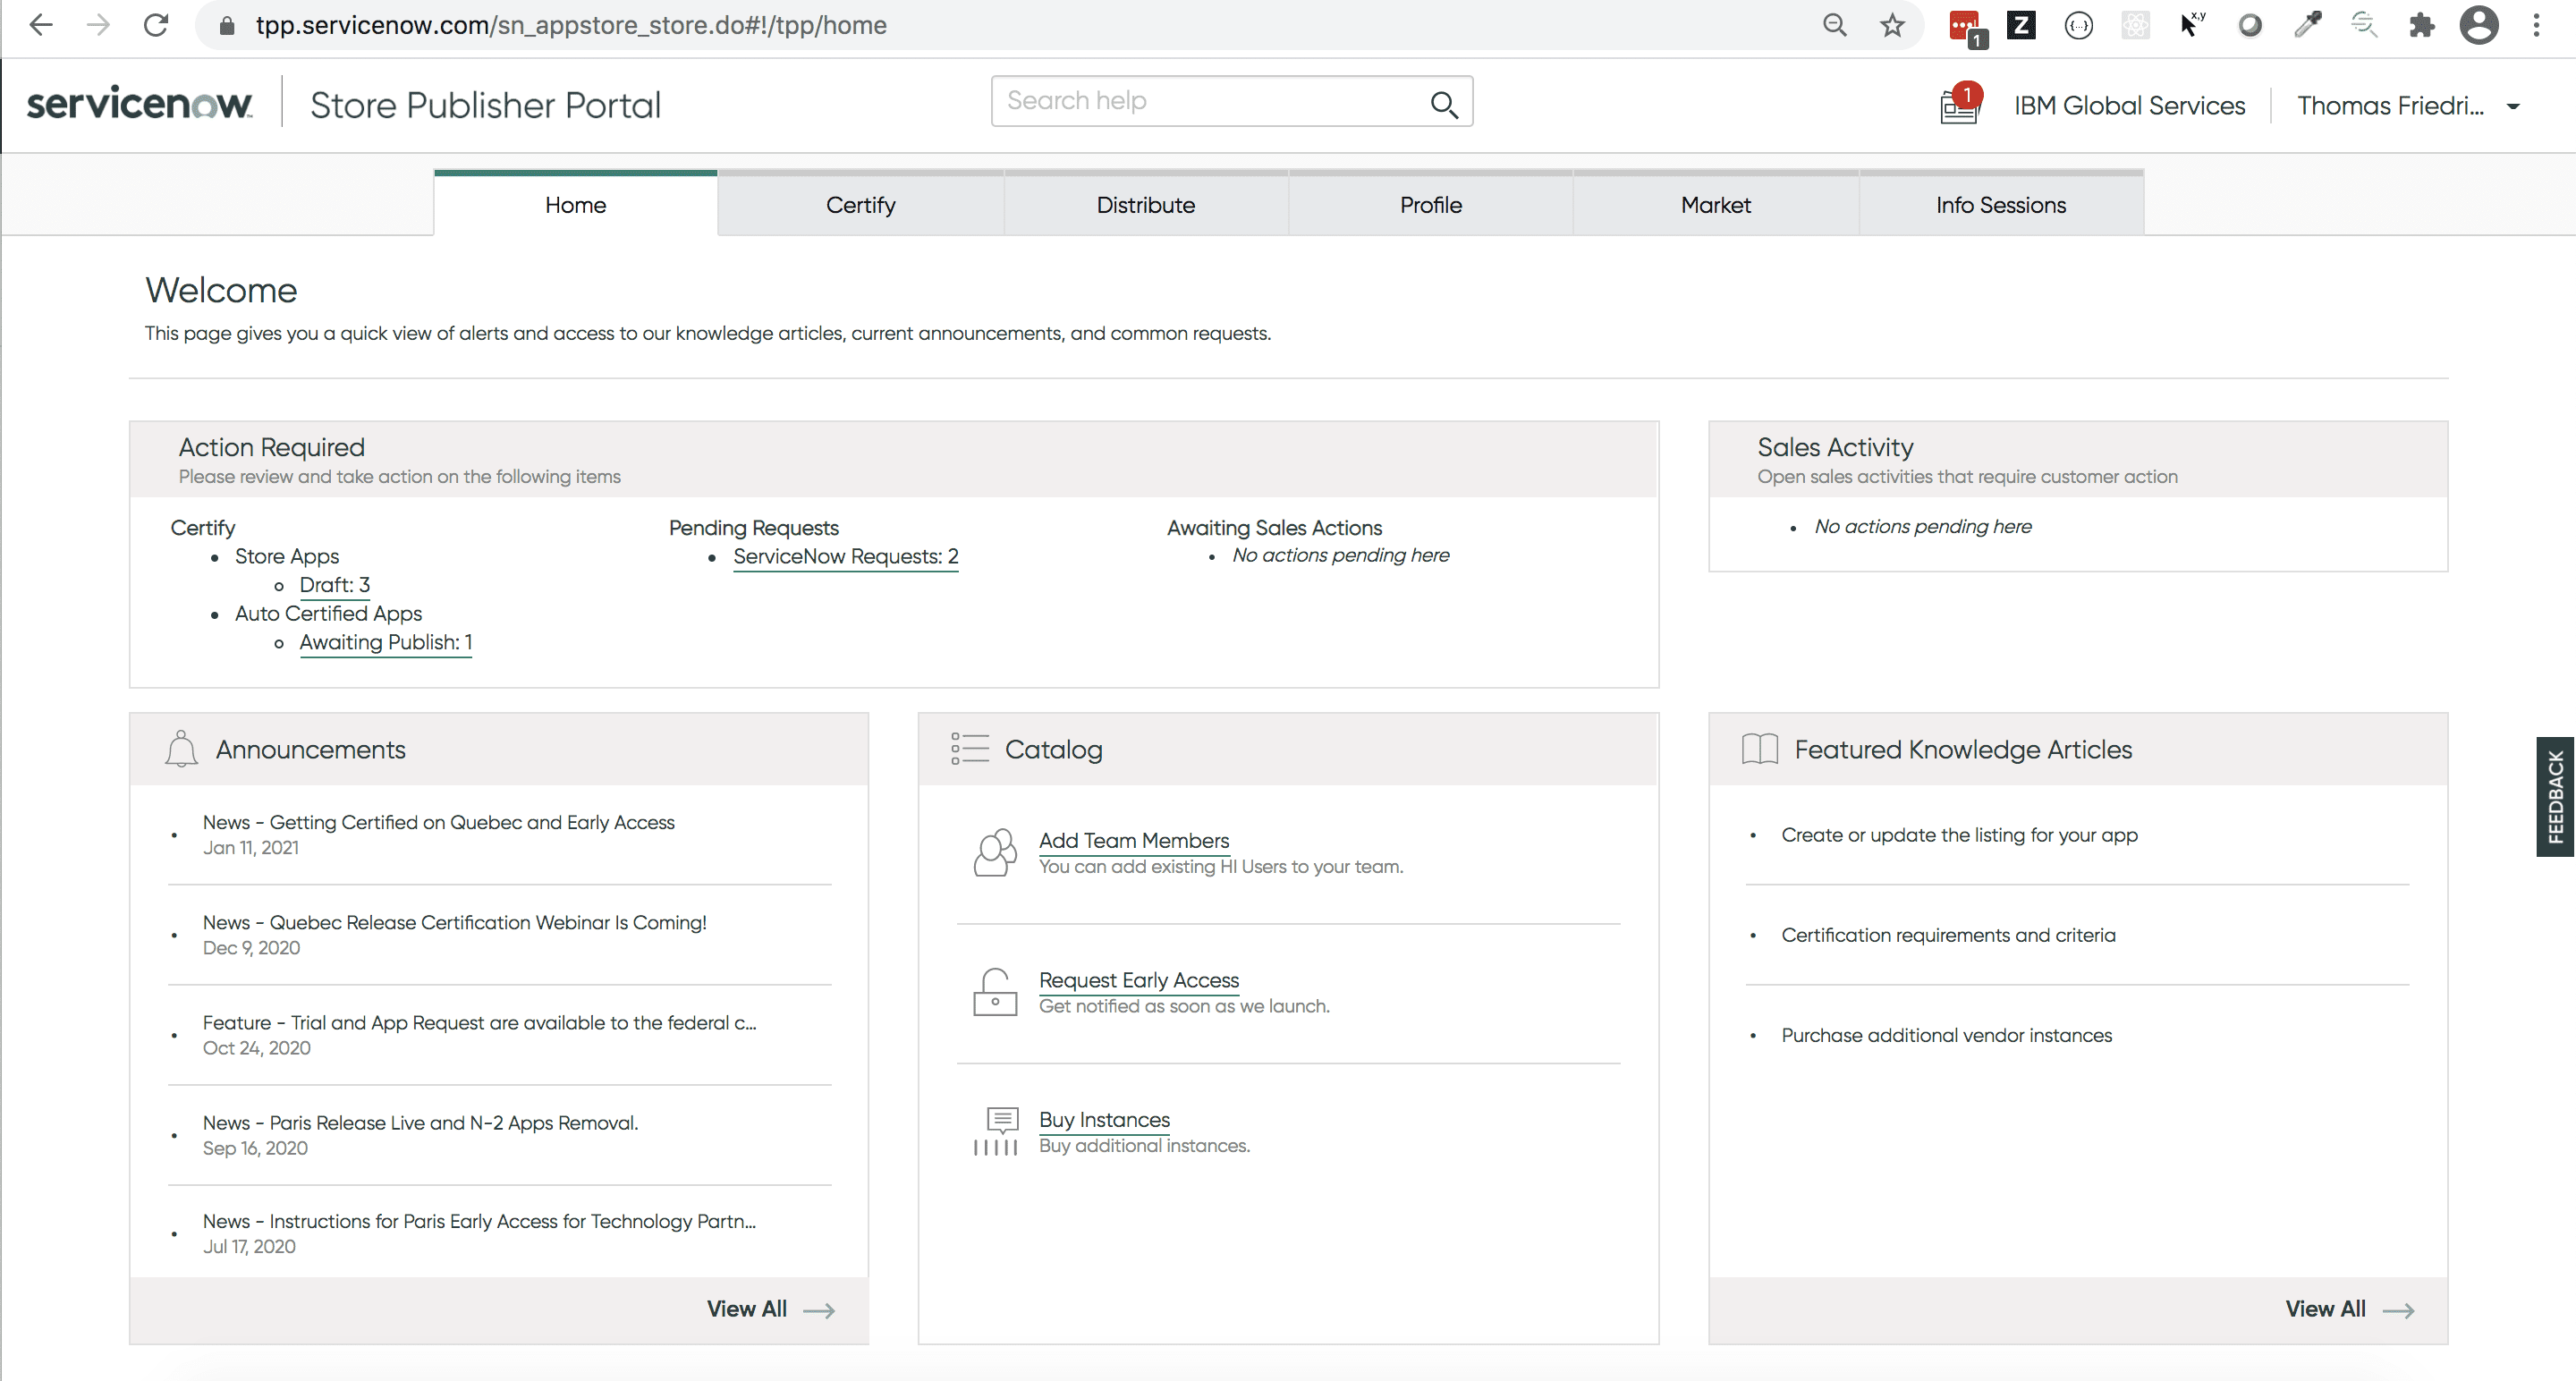 tpp.servicenow.com/sn_appstore_store.do#!/tpp/home
1
Z
{...}
x,y
servicenow
Store Publisher Portal
Search help
1
IBM Global Services
Thomas Friedri...
Home
Certify
Distribute
Profile
Market
Info Sessions
Welcome
This page gives you a quick view of alerts and access to our knowledge articles, current announcements, and common requests.
Action Required
Please review and take action on the following items
Certify
Store Apps
Draft: 3
Auto Certified Apps
Awaiting Publish: 1
Pending Requests
ServiceNow Requests: 2
Awaiting Sales Actions
No actions pending here
Sales Activity
Open sales activities that require customer action
No actions pending here
Announcements
News - Getting Certified on Quebec and Early Access
Jan 11, 2021
News - Quebec Release Certification Webinar Is Coming!
Dec 9, 2020
Feature - Trial and App Request are available to the federal c...
Oct 24, 2020
News - Paris Release Live and N-2 Apps Removal.
Sep 16, 2020
News - Instructions for Paris Early Access for Technology Partn...
Jul 17, 2020
View All
Catalog
Add Team Members
You can add existing HI Users to your team.
Request Early Access
Get notified as soon as we launch.
Buy Instances
Buy additional instances.
Featured Knowledge Articles
Create or update the listing for your app
Certification requirements and criteria
Purchase additional vendor instances
View All
FEEDBACK